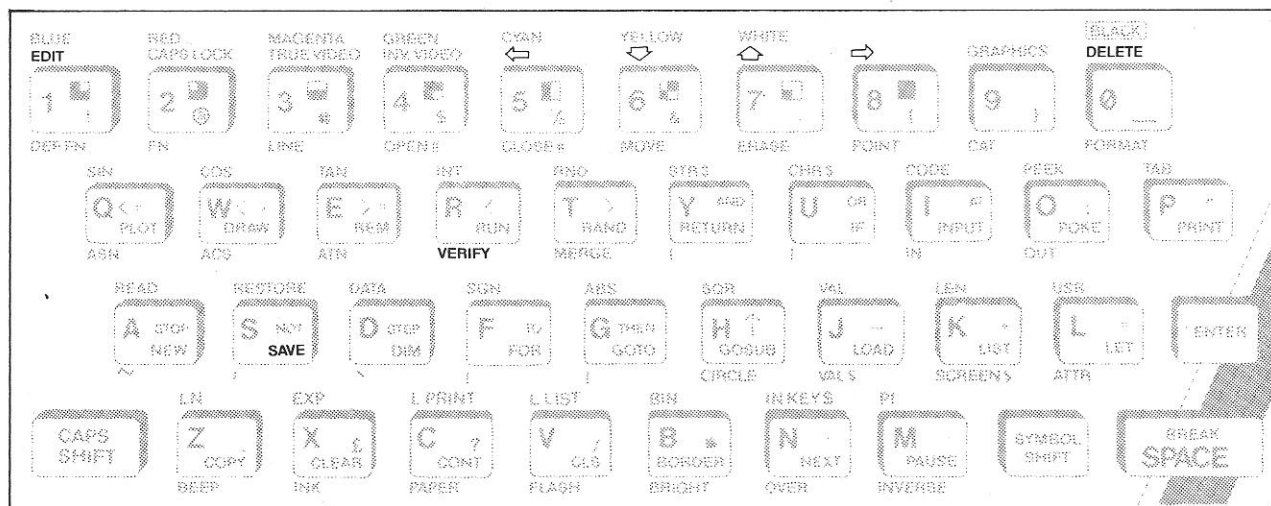 BLUE RED MAGENTA GREEN CYAN YELLOW WHITE BLACK
EDIT CAPS LOCK TRUE VIDEO INV. VIDEO ⇦ ⇩ ⇧ ⇨ GRAPHICS DELETE
1 ! 2 @ 3 # 4 $ 5 % 6 & 7 8 ( 9 ) 0 _
DEF FN FN LINE OPEN # CLOSE # MOVE ERASE POINT CAT FORMAT
SIN COS TAN INT RND STR $ CHR $ CODE PEEK TAB
Q W E R < T > Y AND U OR I AT O ; P "
PLOT DRAW REM RUN RAND RETURN IF INPUT POKE PRINT
ASN ACS ATN VERIFY MERGE [ ] IN OUT
READ RESTORE DATA SGN ABS SQR VAL LEN USR
A STOP S NOT D STEP F TO G THEN H ↑ J - K + L = ENTER
NEW SAVE DIM FOR GOTO GOSUB LOAD LIST LET
~ | \ { } CIRCLE VAL $ SCREEN $ ATTR
LN EXP L PRINT L LIST BIN IN KEY $ PI
CAPS SHIFT Z X £ C ? V / B * N M SYMBOL SHIFT BREAK SPACE
COPY CLEAR CONT CLS BORDER NEXT PAUSE
BEEP INK PAPER FLASH BRIGHT OVER INVERSE